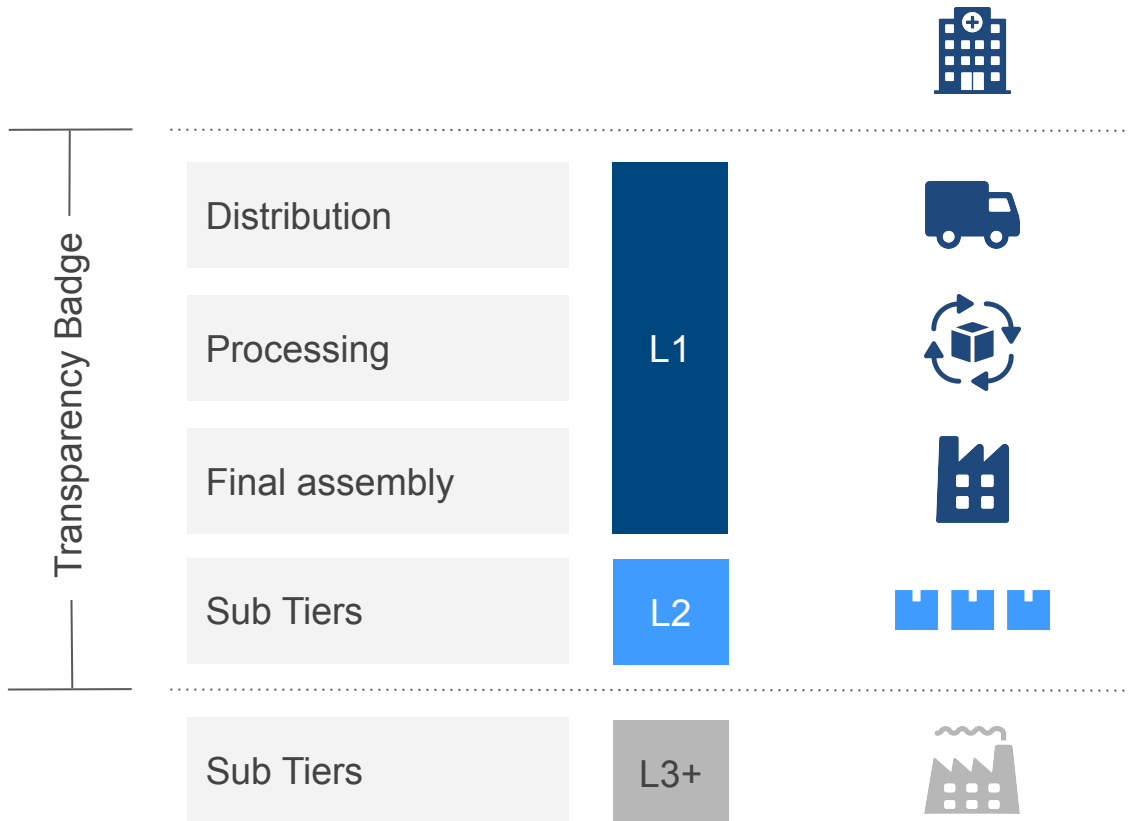 Transparency Badge
Distribution
Processing
L1
Final assembly
Sub Tiers
L2
Sub Tiers
L3+